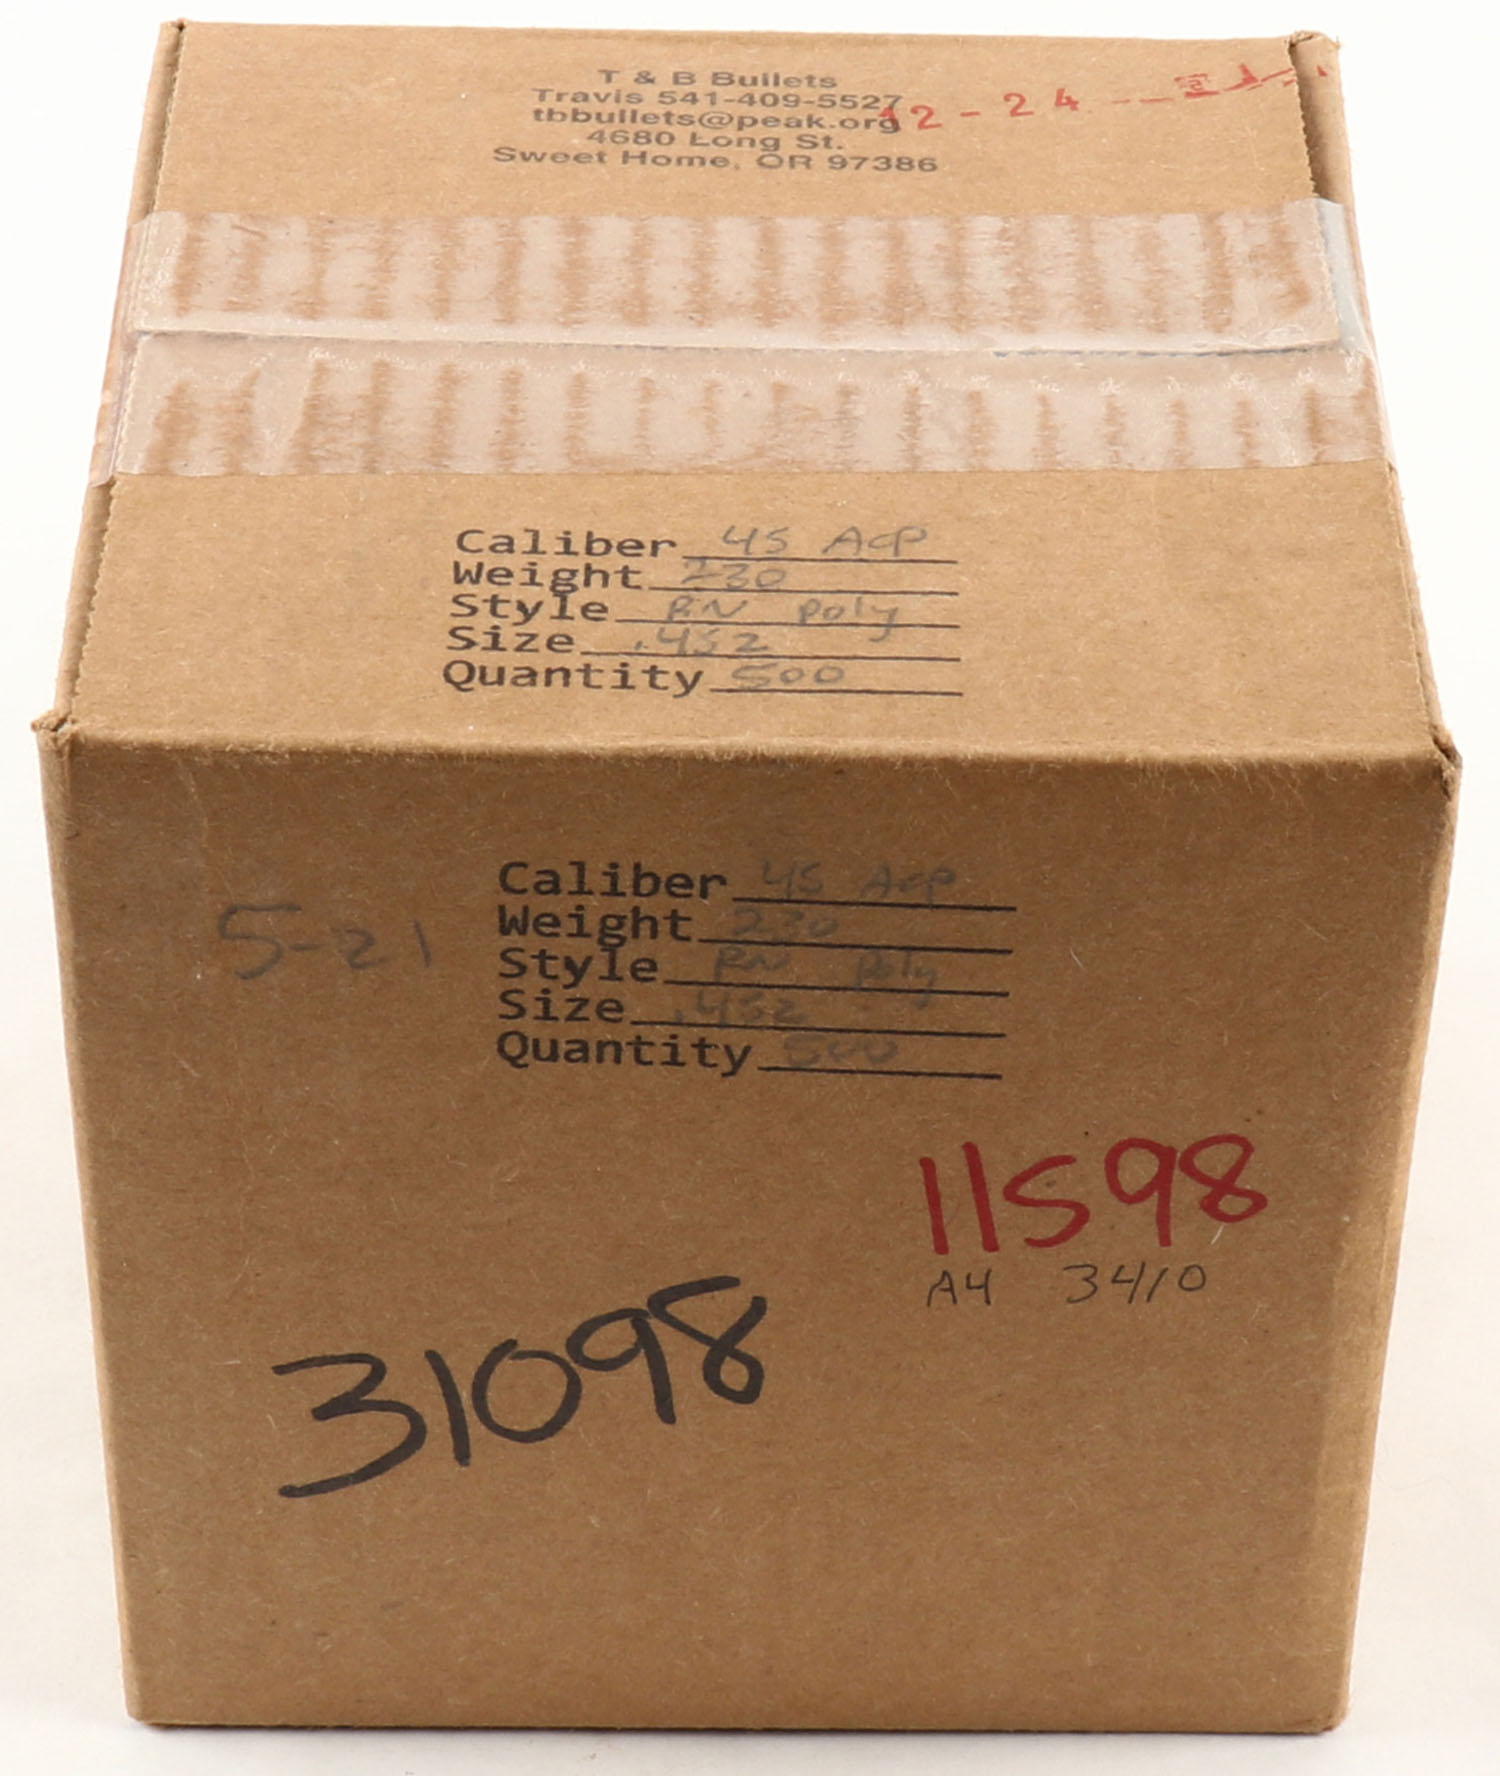 T & B Bullets
Travis 541-409-5527
tbbullets@peak.org
12-24
4680 Long St.
Sweet Home, OR 97386
Caliber 45 Acp
Weight 230
Style RN Poly
Size .452
Quantity 500
Caliber 45 Acp
Weight 230
Style RN Poly
Size .452
Quantity 500
5-21
11598
A4 3410
31098